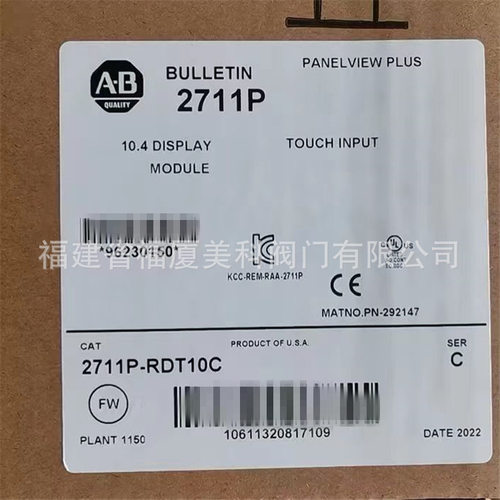 A-B
QUALITY
BULLETIN
2711P
PANELVIEW PLUS
10.4 DISPLAY
MODULE
TOUCH INPUT
*96230150*
福建省福厦美科阀门有限公司
KCC-REM-RAA-2711P
UL
CE
MATNO.PN-292147
CAT
PRODUCT OF U.S.A.
SER
2711P-RDT10C
C
FW
10611320817109
PLANT 1150
DATE 2022